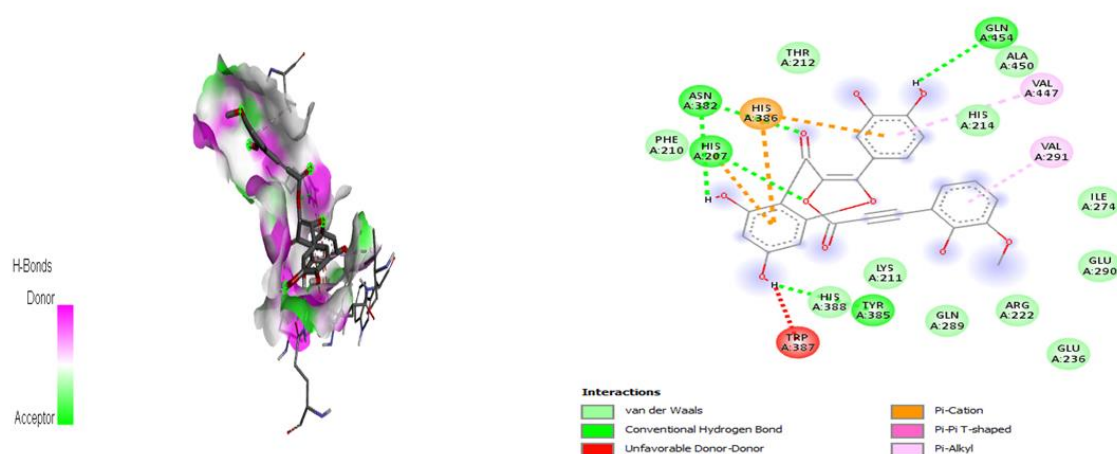 H-Bonds
Donor
Acceptor
GLN
A:454
THR
A:212
ALA
A:450
ASN
A:382
HIS
A:386
VAL
A:447
HIS
A:214
PHE
A:210
HIS
A:207
VAL
A:291
H
O
H
O
O
O
O
O
H
O
O
O
O
H
ILE
A:274
GLU
A:290
LYS
A:211
HIS
A:388
TYR
A:385
GLN
A:289
ARG
A:222
TRP
A:387
GLU
A:236
Interactions
van der Waals
Conventional Hydrogen Bond
Unfavorable Donor-Donor
Pi-Cation
Pi-Pi T-shaped
Pi-Alkyl